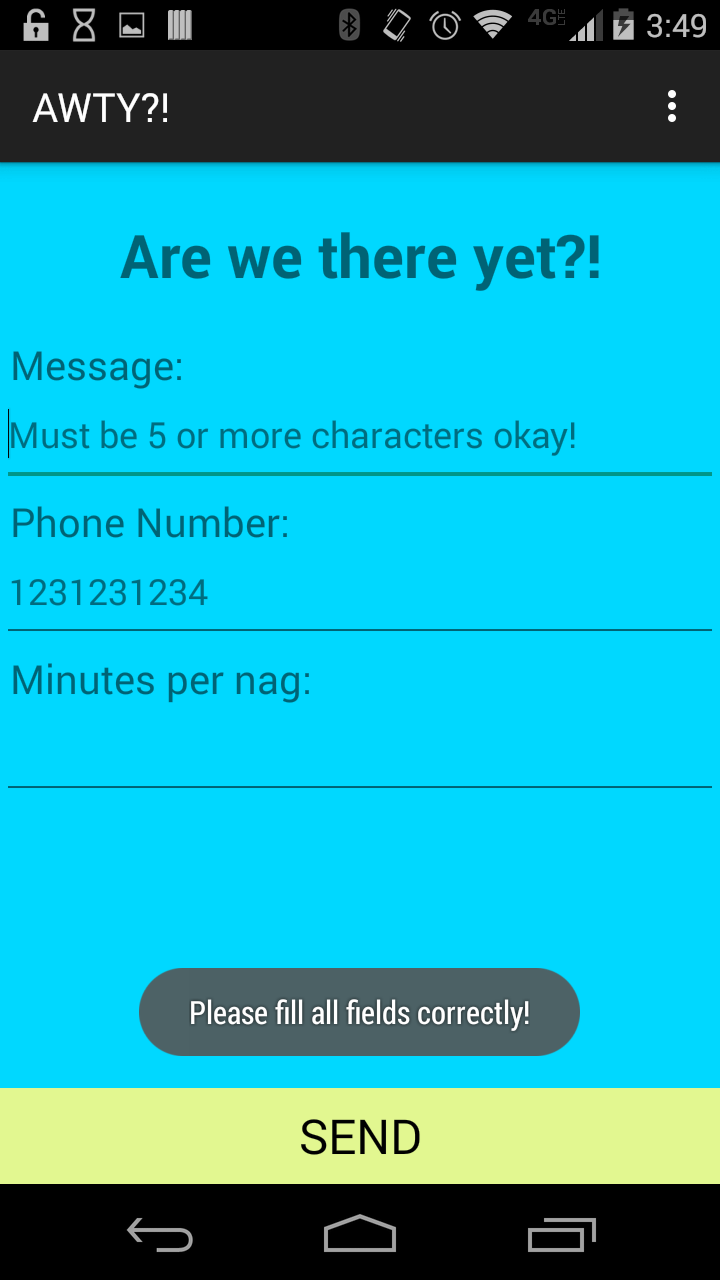 4G LTE 3:49
AWTY?!
Are we there yet?!
Message:
Must be 5 or more characters okay!
Phone Number:
1231231234
Minutes per nag:
Please fill all fields correctly!
SEND